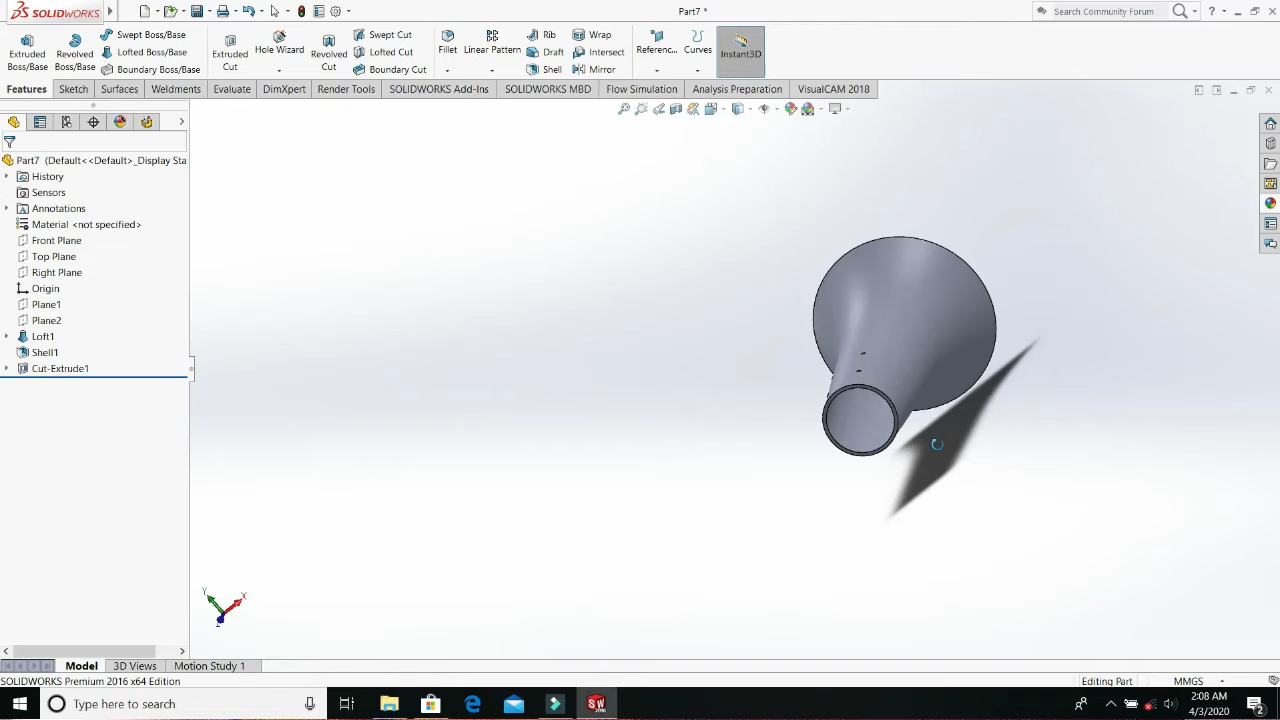 SOLIDWORKS
Part7 *
Search Community Forum
Extruded Boss/Base
Revolved Boss/Base
Swept Boss/Base
Lofted Boss/Base
Boundary Boss/Base
Extruded Cut
Hole Wizard
Revolved Cut
Swept Cut
Lofted Cut
Boundary Cut
Fillet
Linear Pattern
Rib
Draft
Shell
Wrap
Intersect
Mirror
Referenc...
Curves
Instant3D
Features
Sketch
Surfaces
Weldments
Evaluate
DimXpert
Render Tools
SOLIDWORKS Add-Ins
SOLIDWORKS MBD
Flow Simulation
Analysis Preparation
VisualCAM 2018
Part7 (Default<<Default>_Display Sta
History
Sensors
Annotations
Material <not specified>
Front Plane
Top Plane
Right Plane
Origin
Plane1
Plane2
Loft1
Shell1
Cut-Extrude1
Y
X
Z
Model
3D Views
Motion Study 1
SOLIDWORKS Premium 2016 x64 Edition
Editing Part
MMGS
Type here to search
2:08 AM
4/3/2020